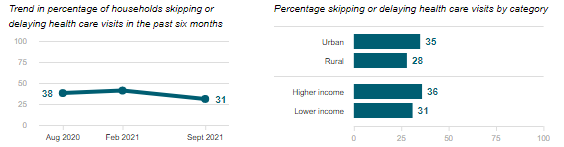 Trend in percentage of households skipping or
delaying health care visits in the past six months
100
75
50
25
0
38
31
Aug 2020 Feb 2021 Sept 2021
Percentage skipping or delaying health care visits by category
Urban 35
Rural 28
Higher income 36
Lower income 31
0 25 50 75 100